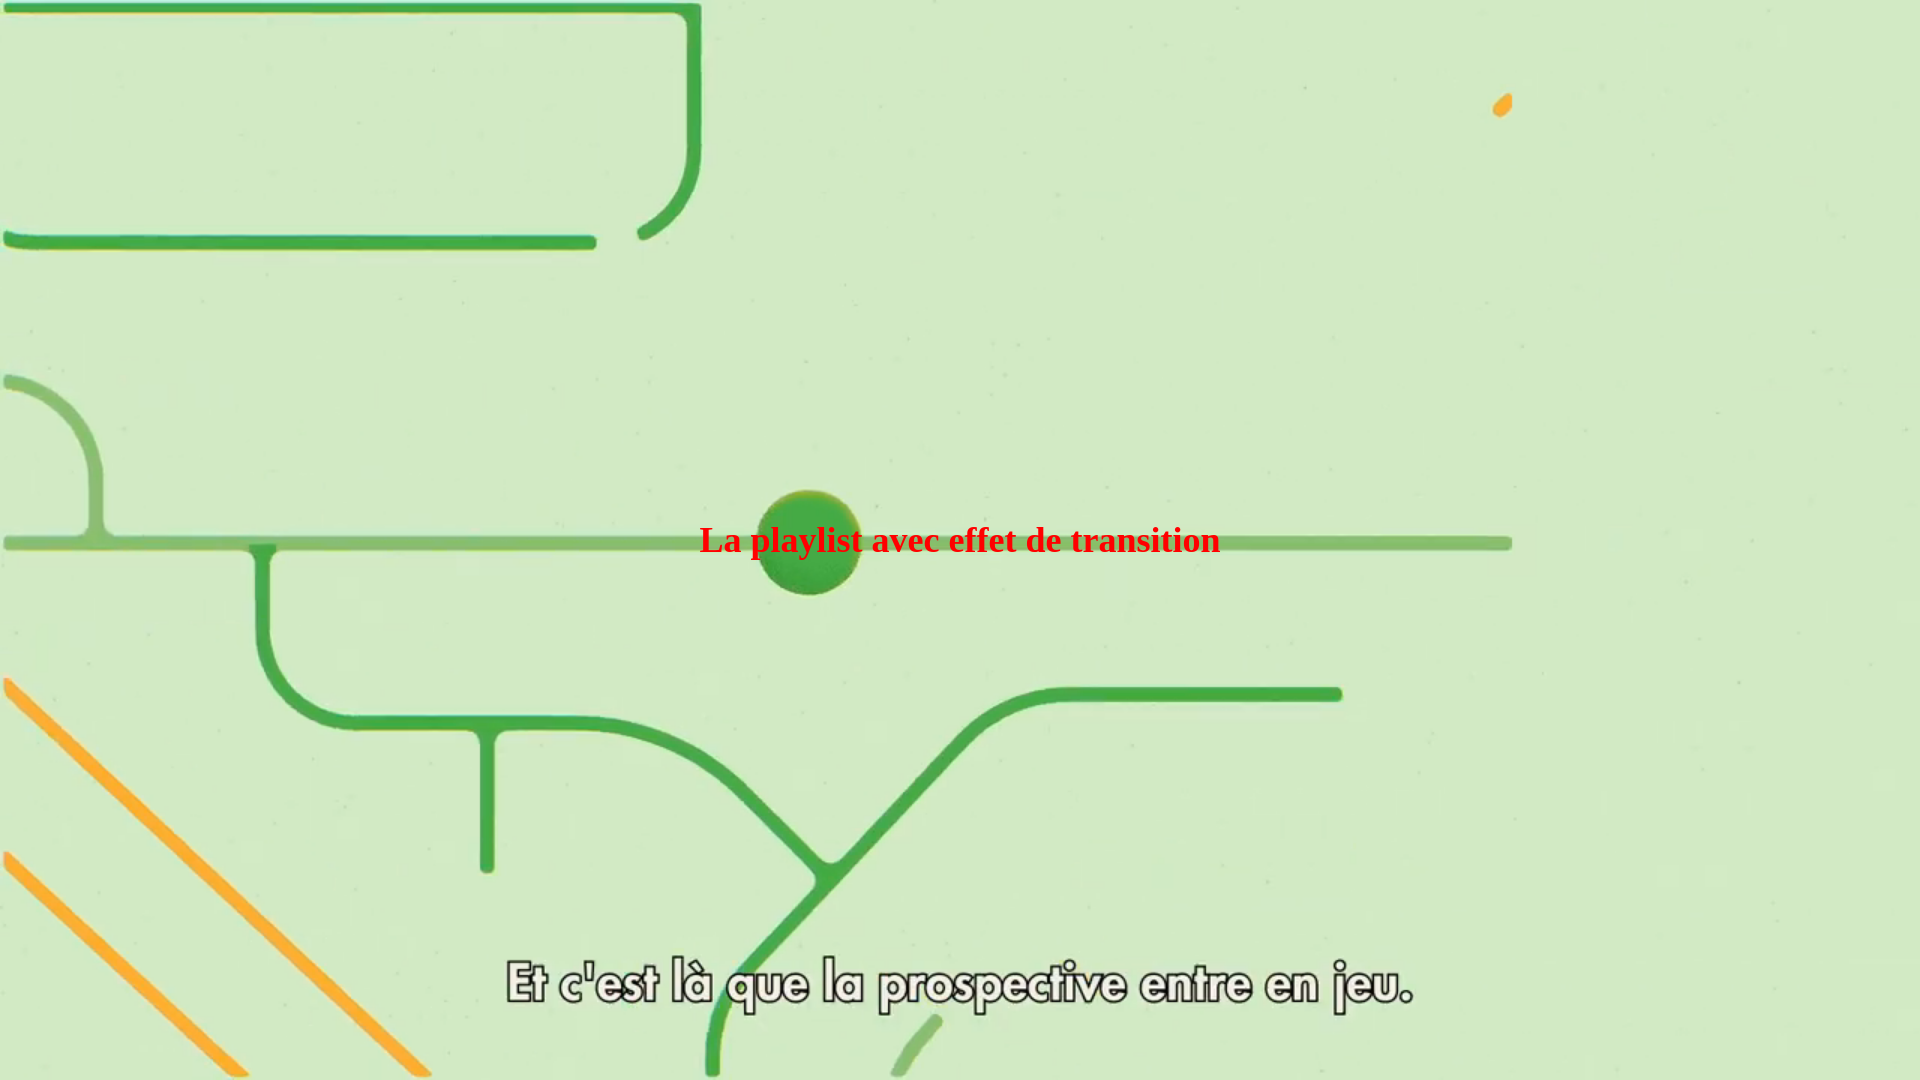 La playlist avec effet de transition
Et c'est là que la prospective entre en jeu.